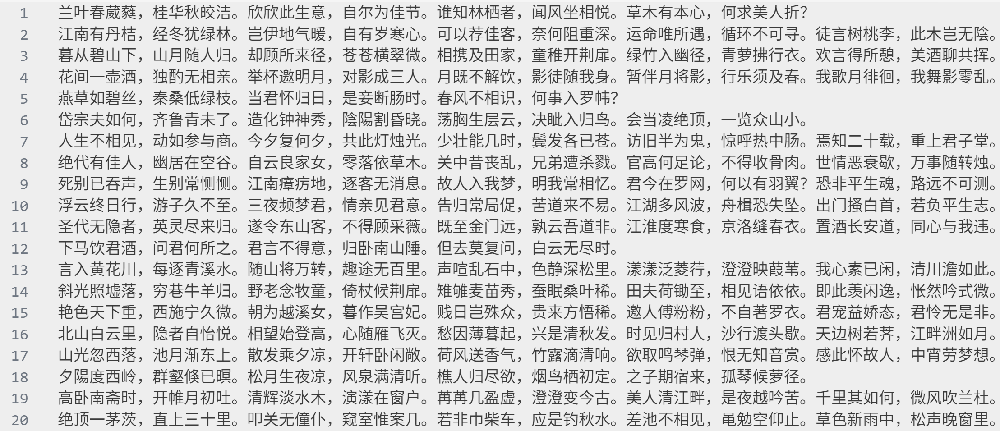 1 兰叶春葳蕤，桂华秋皎洁。欣欣此生意，自尔为佳节。谁知林栖者，闻风坐相悦。草木有本心，何求美人折？
2 江南有丹桔，经冬犹绿林。岂伊地气暖，自有岁寒心。可以荐佳客，奈何阻重深。运命唯所遇，循环不可寻。徒言树桃李，此木岂无陰。
3 暮从碧山下，山月随人归。却顾所来径，苍苍横翠微。相携及田家，童稚开荆扉。绿竹入幽径，青萝拂行衣。欢言得所憩，美酒聊共挥。
4 花间一壶酒，独酌无相亲。举杯邀明月，对影成三人。月既不解饮，影徒随我身。暂伴月将影，行乐须及春。我歌月徘徊，我舞影零乱。
5 燕草如碧丝，秦桑低绿枝。当君怀归日，是妾断肠时。春风不相识，何事入罗帏？
6 岱宗夫如何，齐鲁青未了。造化钟神秀，陰陽割昏晓。荡胸生层云，决眦入归鸟。会当凌绝顶，一览众山小。
7 人生不相见，动如参与商。今夕复何夕，共此灯烛光。少壮能几时，鬓发各已苍。访旧半为鬼，惊呼热中肠。焉知二十载，重上君子堂。
8 绝代有佳人，幽居在空谷。自云良家女，零落依草木。关中昔丧乱，兄弟遭杀戮。官高何足论，不得收骨肉。世情恶衰歇，万事随转烛。
9 死别已吞声，生别常恻恻。江南瘴疠地，逐客无消息。故人入我梦，明我常相忆。君今在罗网，何以有羽翼？恐非平生魂，路远不可测。
10 浮云终日行，游子久不至。三夜频梦君，情亲见君意。告归常局促，苦道来不易。江湖多风波，舟楫恐失坠。出门搔白首，若负平生志。
11 圣代无隐者，英灵尽来归。遂令东山客，不得顾采薇。既至金门远，孰云吾道非。江淮度寒食，京洛缝春衣。置酒长安道，同心与我违。
12 下马饮君酒，问君何所之。君言不得意，归卧南山陲。但去莫复问，白云无尽时。
13 言入黄花川，每逐青溪水。随山将万转，趣途无百里。声喧乱石中，色静深松里。漾漾泛菱荇，澄澄映葭苇。我心素已闲，清川澹如此。
14 斜光照墟落，穷巷牛羊归。野老念牧童，倚杖候荆扉。雉雊麦苗秀，蚕眠桑叶稀。田夫荷锄至，相见语依依。即此羡闲逸，怅然吟式微。
15 艳色天下重，西施宁久微。朝为越溪女，暮作吴宫妃。贱日岂殊众，贵来方悟稀。邀人傅粉粉，不自著罗衣。君宠益娇态，君怜无是非。
16 北山白云里，隐者自怡悦。相望始登高，心随雁飞灭。愁因薄暮起，兴是清秋发。时见归村人，沙行渡头歇。天边树若荠，江畔洲如月。
17 山光忽西落，池月渐东上。散发乘夕凉，开轩卧闲敞。荷风送香气，竹露滴清响。欲取鸣琴弹，恨无知音赏。感此怀故人，中宵劳梦想。
18 夕陽度西岭，群壑倏已暝。松月生夜凉，风泉满清听。樵人归尽欲，烟鸟栖初定。之子期宿来，孤琴候萝径。
19 高卧南斋时，开帷月初吐。清辉淡水木，演漾在窗户。苒苒几盈虚，澄澄变今古。美人清江畔，是夜越吟苦。千里其如何，微风吹兰杜。
20 绝顶一茅茨，直上三十里。叩关无僮仆，窥室惟案几。若非巾柴车，应是钓秋水。差池不相见，黾勉空仰止。草色新雨中，松声晚窗里。